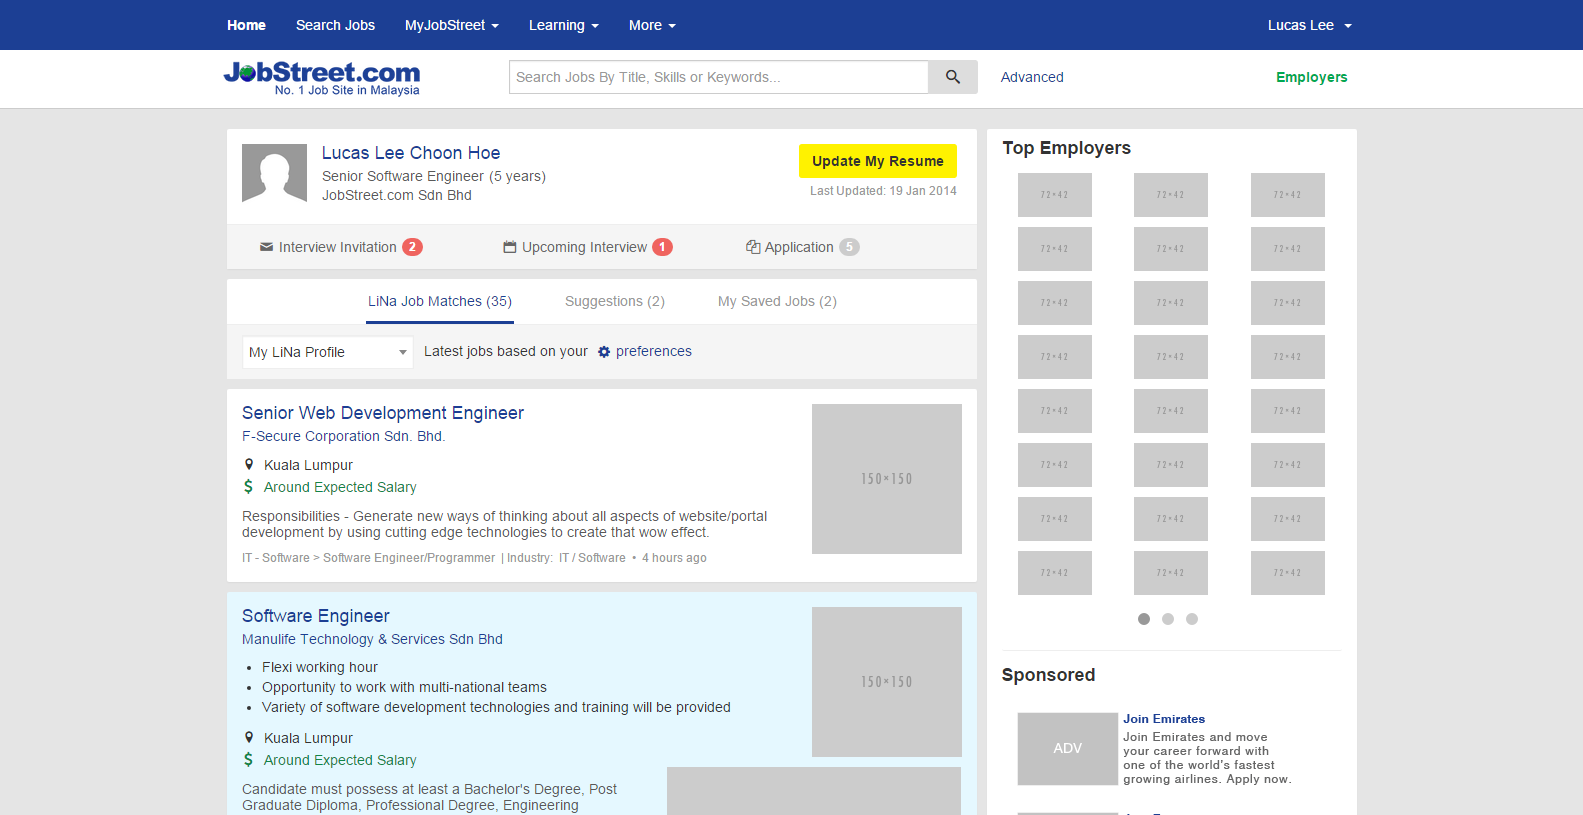 Home Search Jobs MyJobStreet Learning More Lucas Lee
JobStreet.com
No. 1 Job Site in Malaysia
Search Jobs By Title, Skills or Keywords...
Advanced
Employers
Lucas Lee Choon Hoe
Senior Software Engineer (5 years)
JobStreet.com Sdn Bhd
Update My Resume
Last Updated: 19 Jan 2014
Interview Invitation 2 Upcoming Interview 1 Application 5
LiNa Job Matches (35) Suggestions (2) My Saved Jobs (2)
My LiNa Profile Latest jobs based on your preferences
Senior Web Development Engineer
F-Secure Corporation Sdn. Bhd.
Kuala Lumpur
$ Around Expected Salary
Responsibilities - Generate new ways of thinking about all aspects of website/portal
development by using cutting edge technologies to create that wow effect.
IT - Software > Software Engineer/Programmer | Industry: IT / Software • 4 hours ago
150×150
Software Engineer
Manulife Technology & Services Sdn Bhd
• Flexi working hour
• Opportunity to work with multi-national teams
• Variety of software development technologies and training will be provided
Kuala Lumpur
$ Around Expected Salary
Candidate must possess at least a Bachelor's Degree, Post
Graduate Diploma, Professional Degree, Engineering
150×150
Top Employers
72×42 72×42 72×42
72×42 72×42 72×42
72×42 72×42 72×42
72×42 72×42 72×42
72×42 72×42 72×42
72×42 72×42 72×42
72×42 72×42 72×42
72×42 72×42 72×42
Sponsored
ADV
Join Emirates
Join Emirates and move
your career forward with
one of the world's fastest
growing airlines. Apply now.